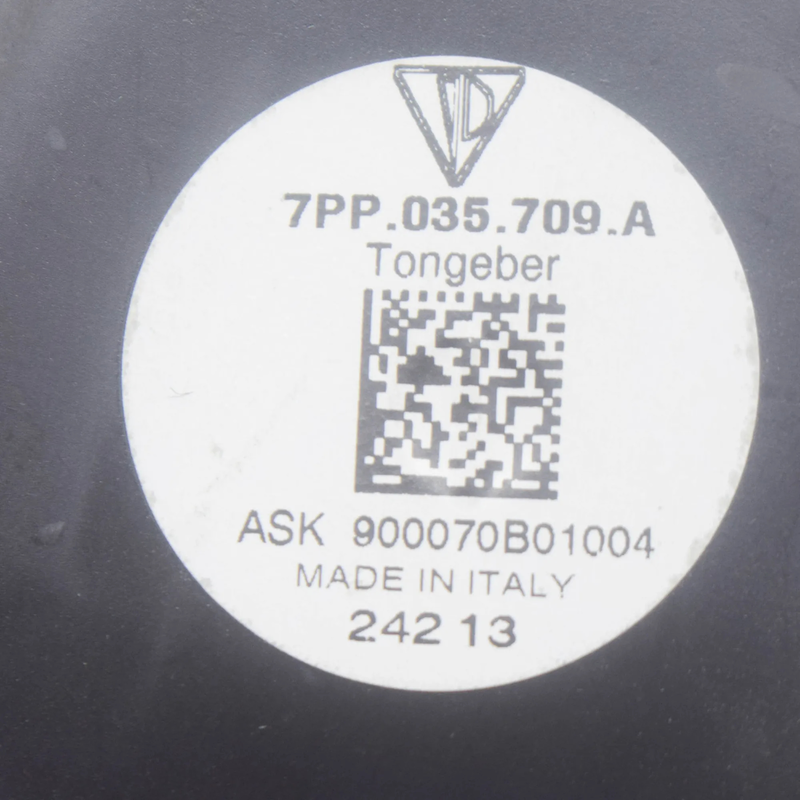 7PP.035.709.A
Tongeber
ASK 900070B01004
MADE IN ITALY
242 13